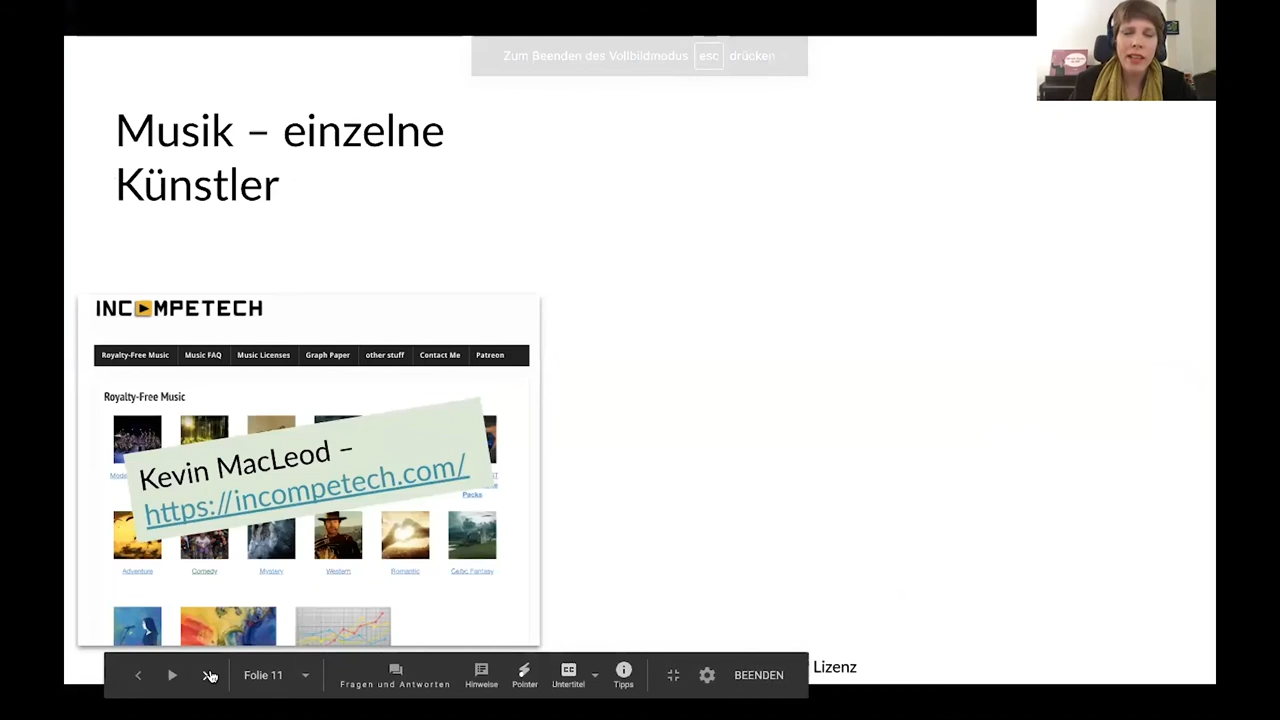 Zum Beenden des Vollbildmodus esc drücken
Musik – einzelne
Künstler
INCOMPETECH
Royalty-Free Music Music FAQ Music Licenses Graph Paper other stuff Contact Me Patreon
Royalty-Free Music
Kevin MacLeod –
https://incompetech.com/
Packs
Adventure Comedy Mystery Western Romantic Celtic Fantasy
Lizenz
Folie 11 Fragen und Antworten Hinweise Pointer Untertitel Tipps BEENDEN